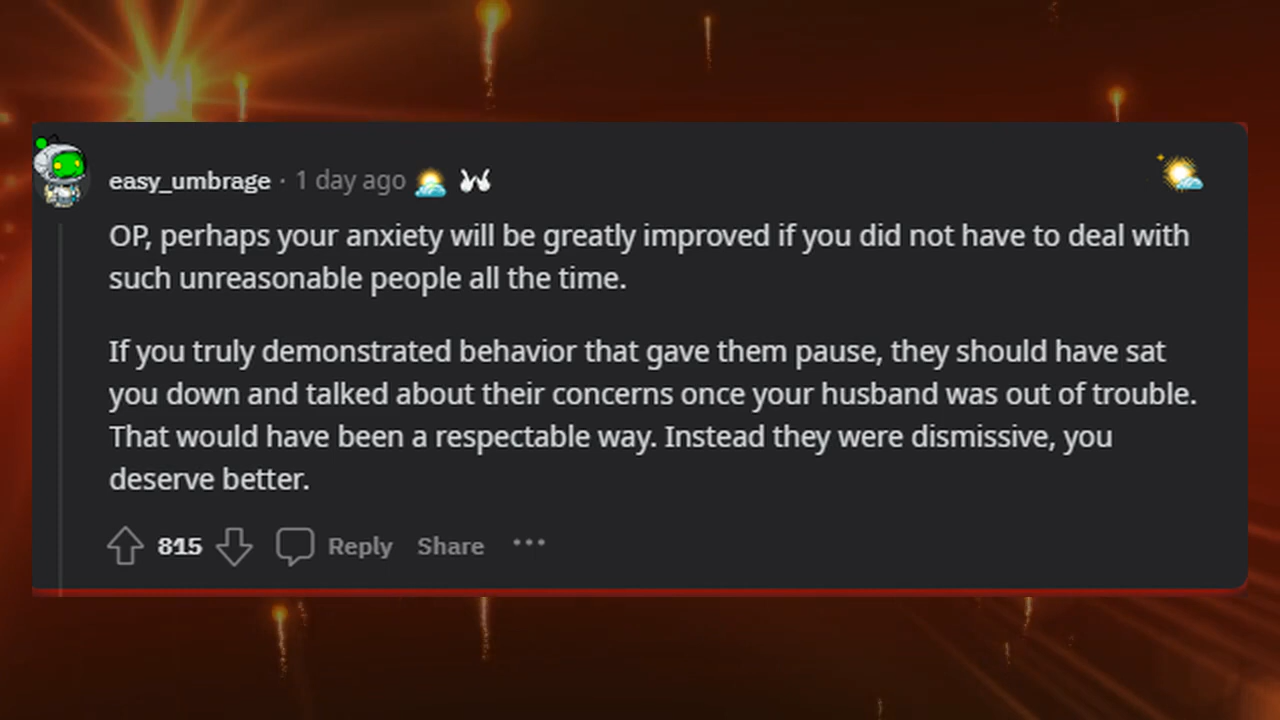 easy_umbrage · 1 day ago
OP, perhaps your anxiety will be greatly improved if you did not have to deal with
such unreasonable people all the time.
If you truly demonstrated behavior that gave them pause, they should have sat
you down and talked about their concerns once your husband was out of trouble.
That would have been a respectable way. Instead they were dismissive, you
deserve better.
815 Reply Share ···